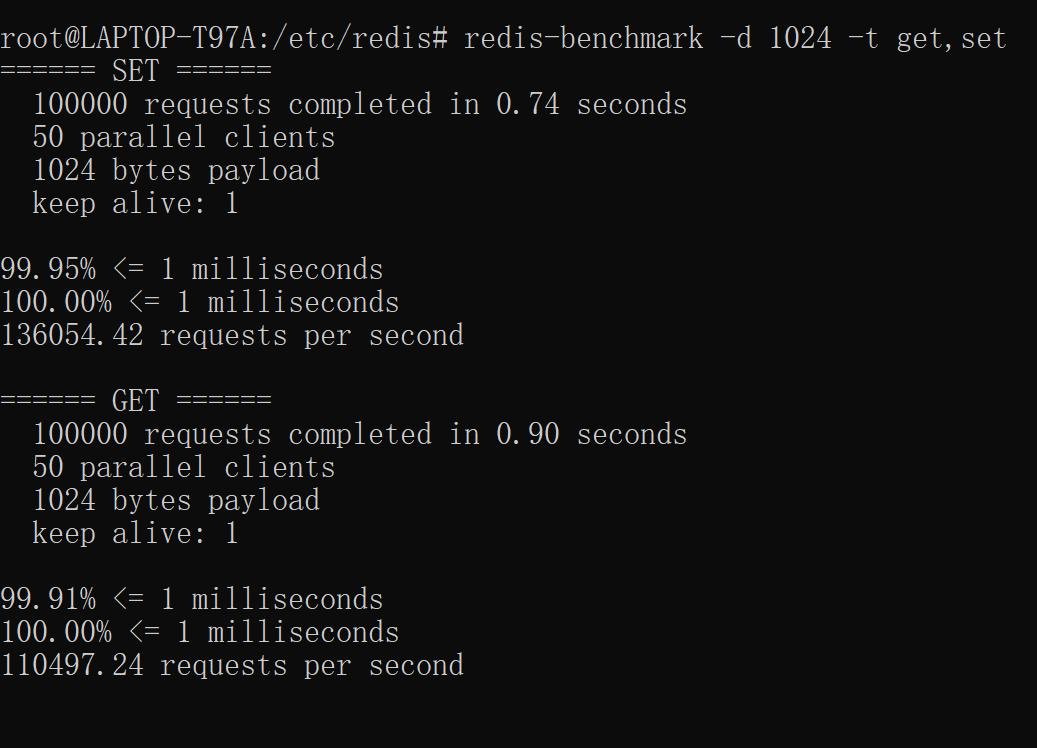 root@LAPTOP-T97A:/etc/redis# redis-benchmark -d 1024 -t get,set
====== SET ======
  100000 requests completed in 0.74 seconds
  50 parallel clients
  1024 bytes payload
  keep alive: 1

99.95% <= 1 milliseconds
100.00% <= 1 milliseconds
136054.42 requests per second

====== GET ======
  100000 requests completed in 0.90 seconds
  50 parallel clients
  1024 bytes payload
  keep alive: 1

99.91% <= 1 milliseconds
100.00% <= 1 milliseconds
110497.24 requests per second